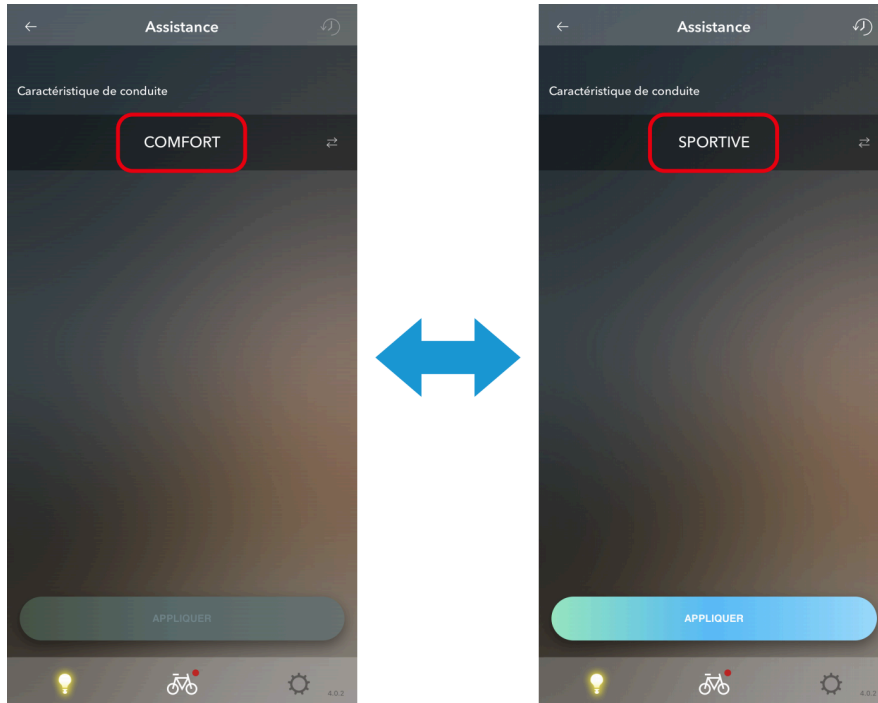 Assistance
Caractéristique de conduite
COMFORT
APPLIQUER
4.0.2
Assistance
Caractéristique de conduite
SPORTIVE
APPLIQUER
4.0.2